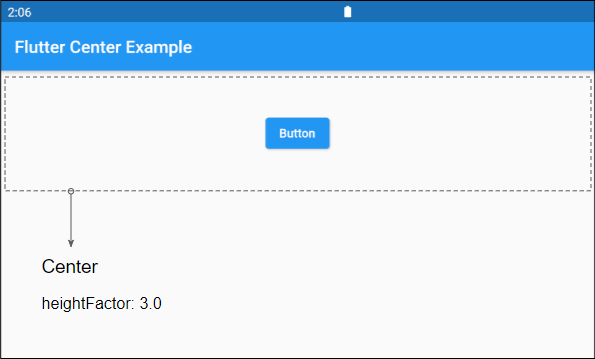 2:06
Flutter Center Example
Button
Center
heightFactor: 3.0